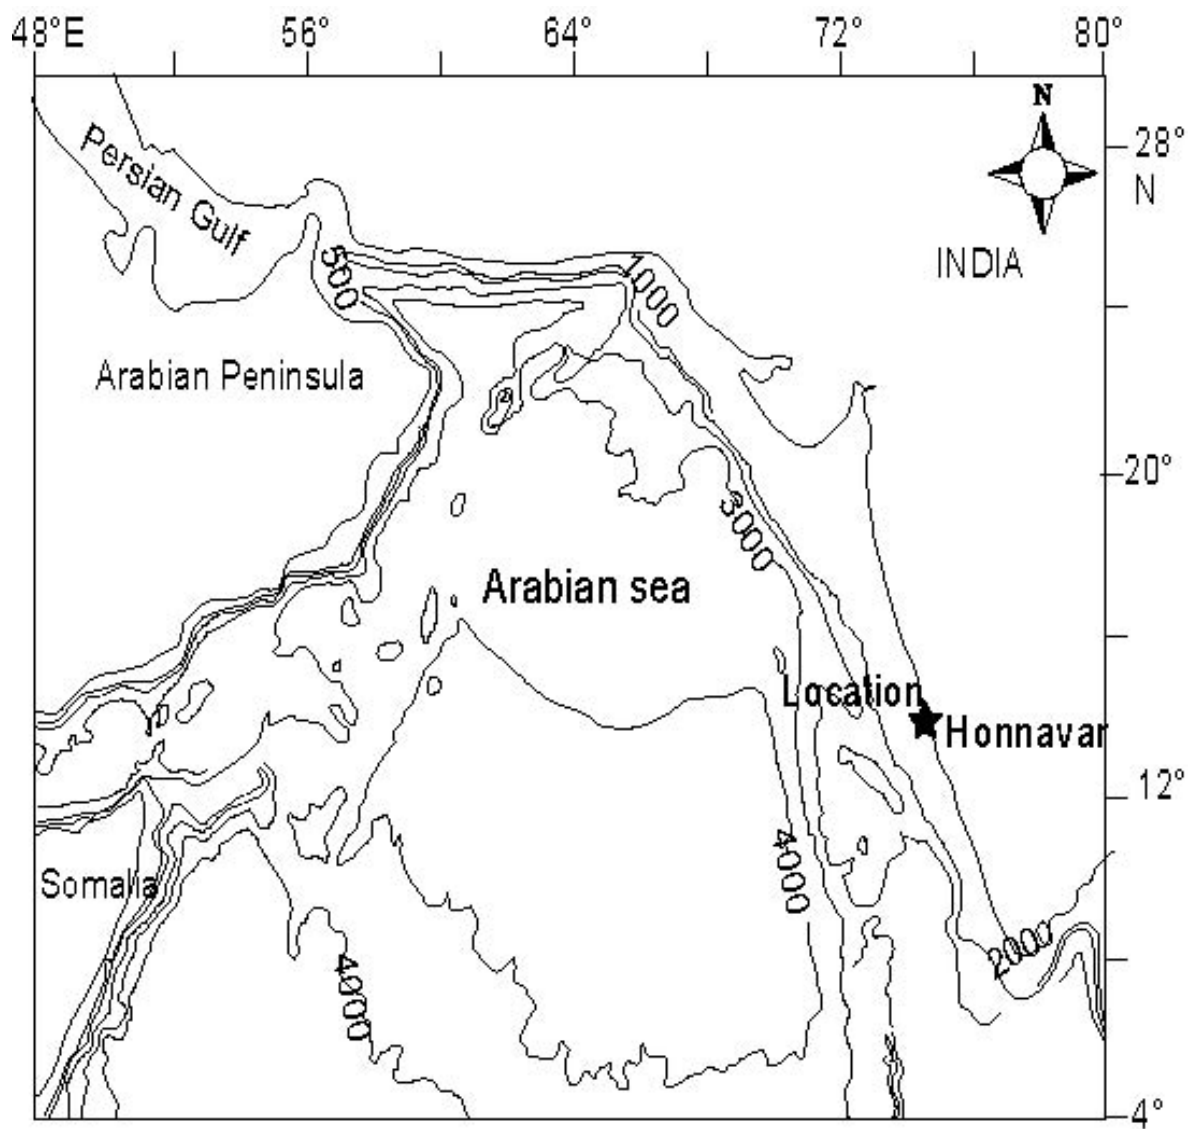 48°E 56° 64° 72° 80°
N
28°
N
Persian Gulf
INDIA
500
1000
Arabian Peninsula
20°
3000
Arabian sea
Location
Honnavar
12°
4000
Somalia
2000
4000
4°